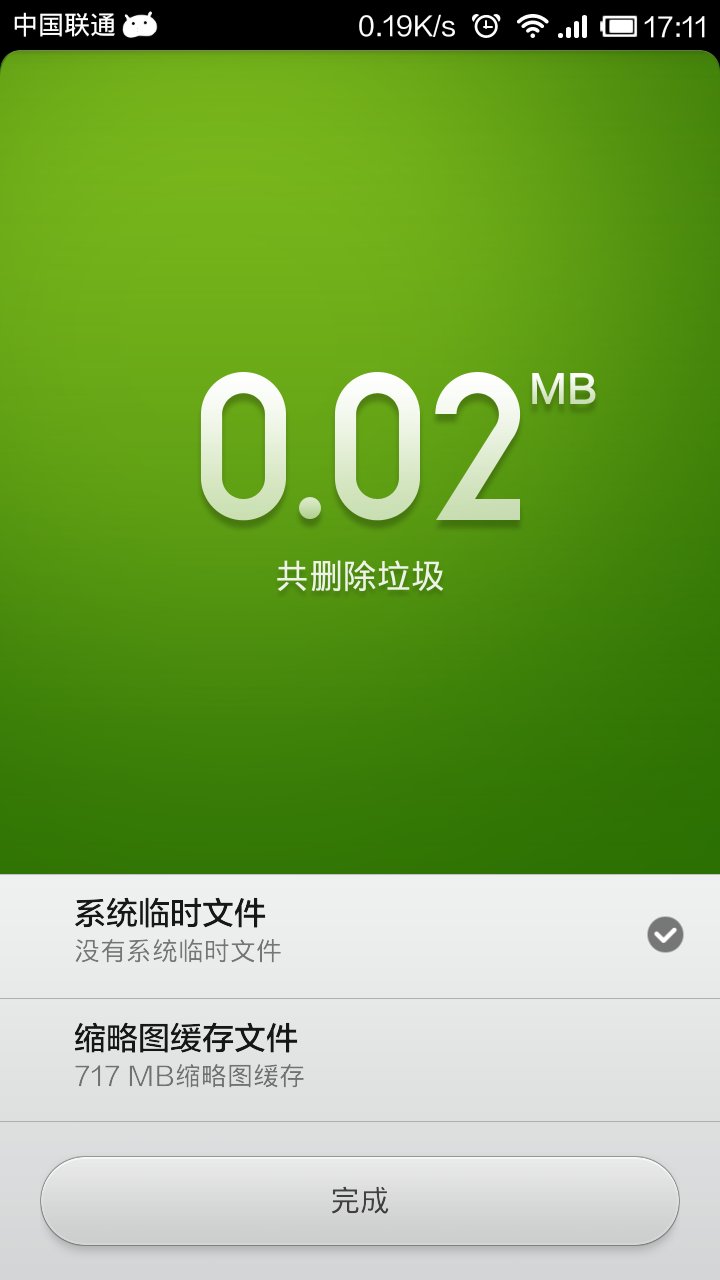 中国联通 0.19K/s 17:11
0.02 MB
共删除垃圾
系统临时文件
没有系统临时文件
缩略图缓存文件
717 MB缩略图缓存
完成